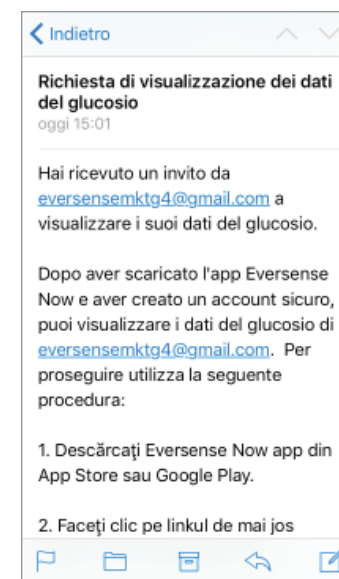 Indietro
Richiesta di visualizzazione dei dati
del glucosio
oggi 15:01
Hai ricevuto un invito da
eversensemktg4@gmail.com a
visualizzare i suoi dati del glucosio.
Dopo aver scaricato l'app Eversense
Now e aver creato un account sicuro,
puoi visualizzare i dati del glucosio di
eversensemktg4@gmail.com. Per
proseguire utilizza la seguente
procedura:
1. Descărcaţi Eversense Now app din
App Store sau Google Play.
2. Faceţi clic pe linkul de mai jos